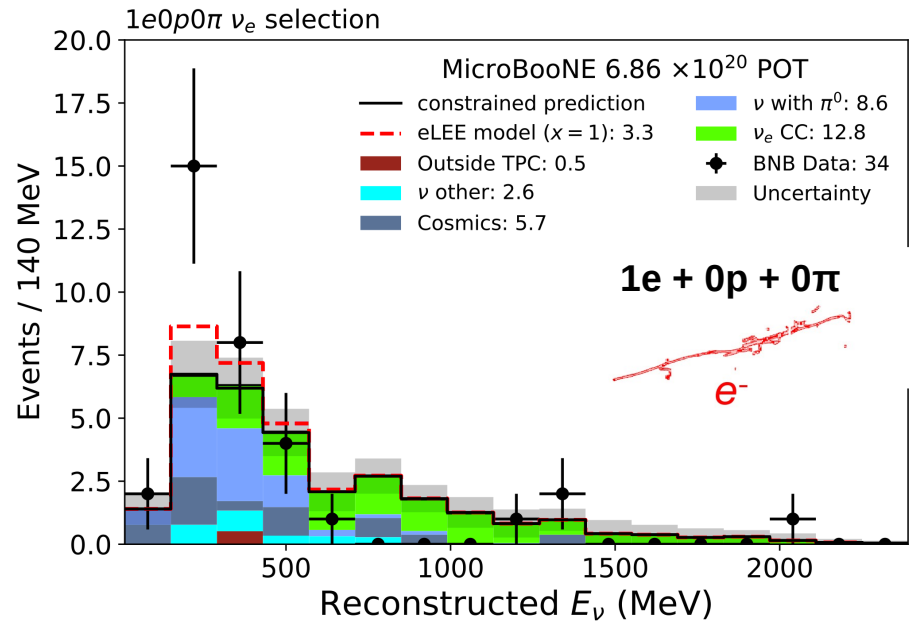 1e0p0π νₑ selection
MicroBooNE 6.86 ×10²⁰ POT
constrained prediction
eLEE model (x = 1): 3.3
Outside TPC: 0.5
ν other: 2.6
Cosmics: 5.7
ν with π⁰: 8.6
νₑ CC: 12.8
BNB Data: 34
Uncertainty
1e + 0p + 0π
e⁻
Events / 140 MeV
20.0
17.5
15.0
12.5
10.0
7.5
5.0
2.5
0.0
500
1000
1500
2000
Reconstructed Eᵥ (MeV)